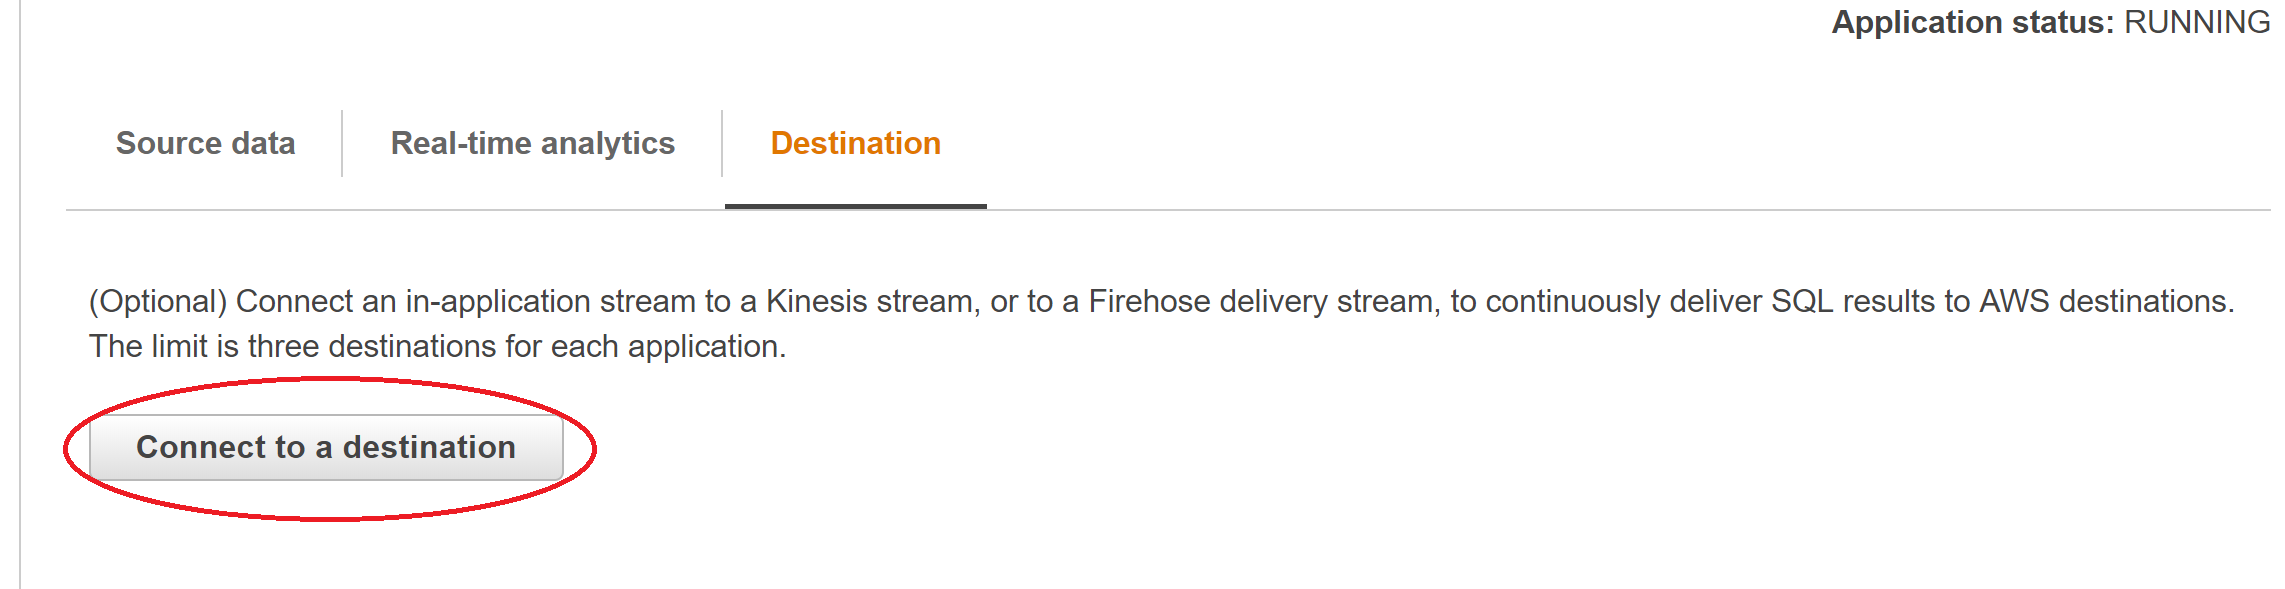 Application status: RUNNING
Source data
Real-time analytics
Destination
(Optional) Connect an in-application stream to a Kinesis stream, or to a Firehose delivery stream, to continuously deliver SQL results to AWS destinations.
The limit is three destinations for each application.
Connect to a destination